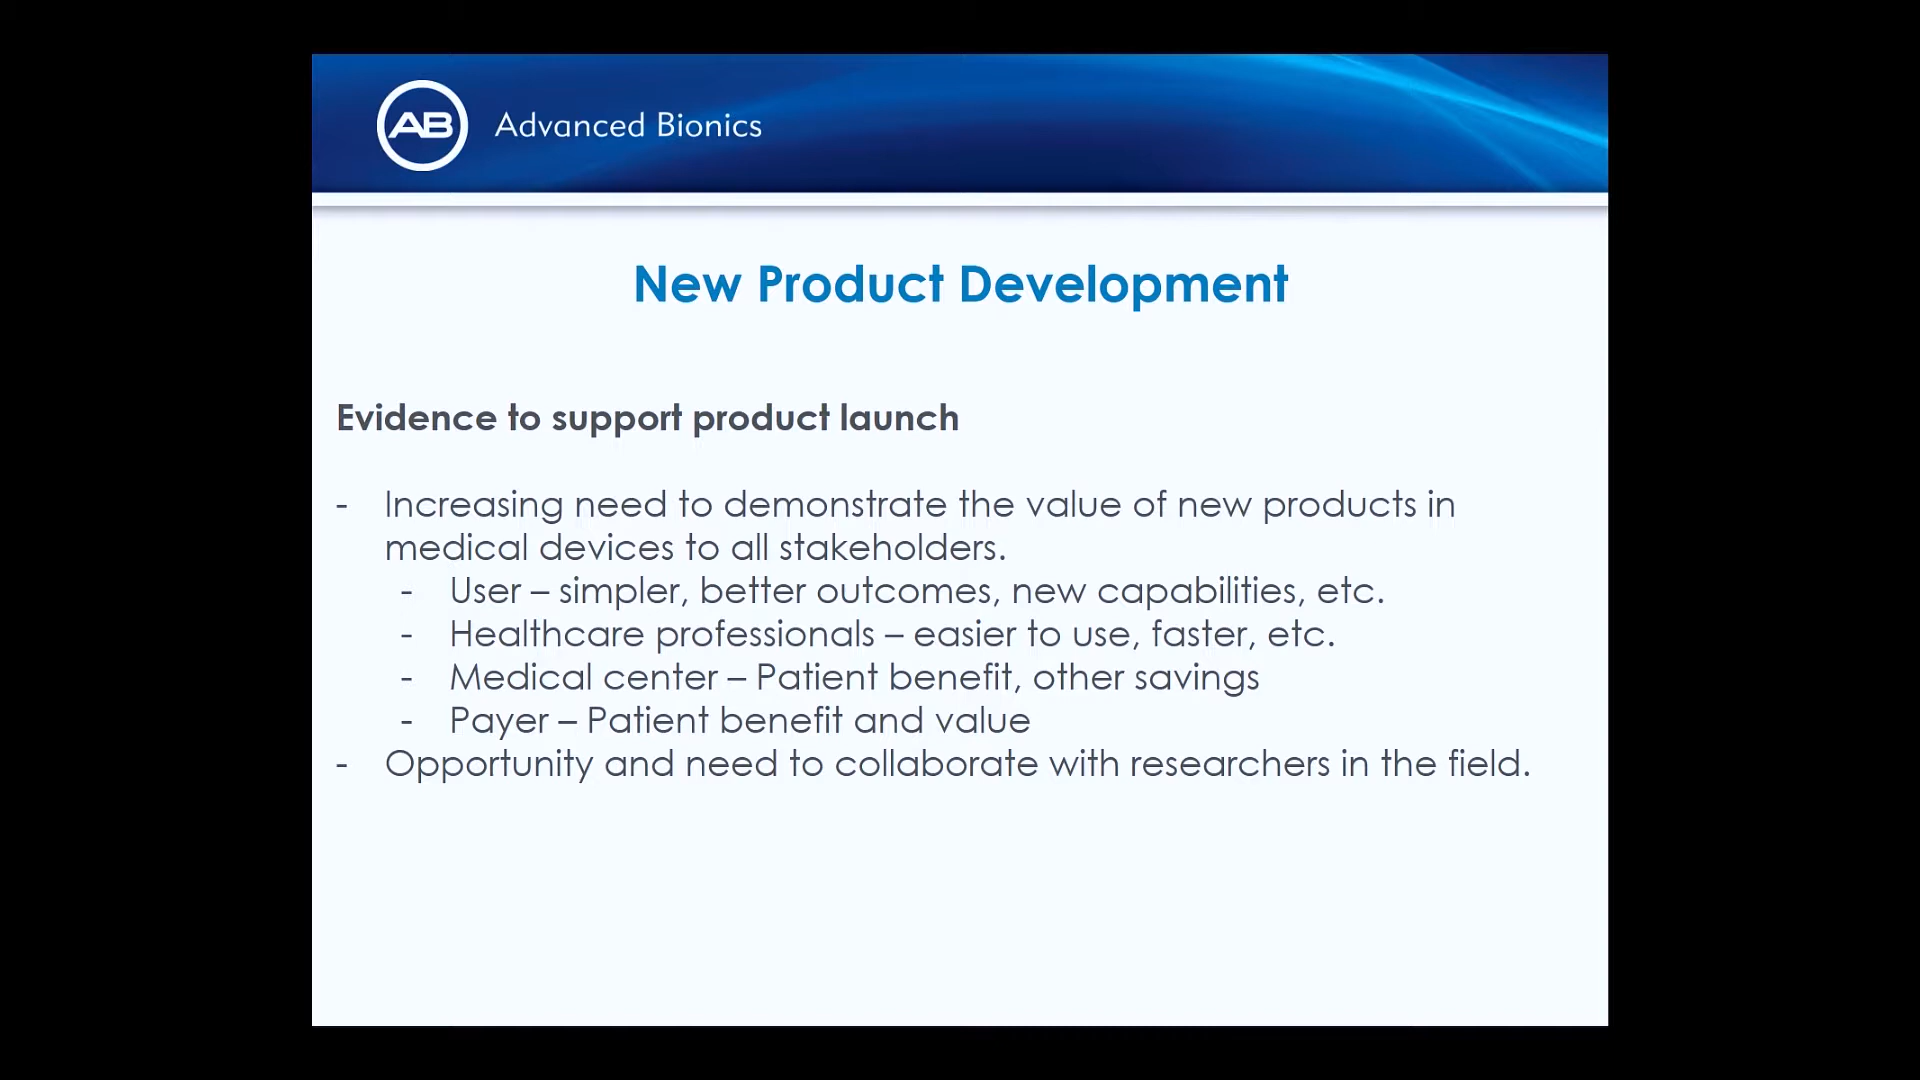 AB Advanced Bionics
New Product Development
Evidence to support product launch
- Increasing need to demonstrate the value of new products in
medical devices to all stakeholders.
- User – simpler, better outcomes, new capabilities, etc.
- Healthcare professionals – easier to use, faster, etc.
- Medical center – Patient benefit, other savings
- Payer – Patient benefit and value
- Opportunity and need to collaborate with researchers in the field.